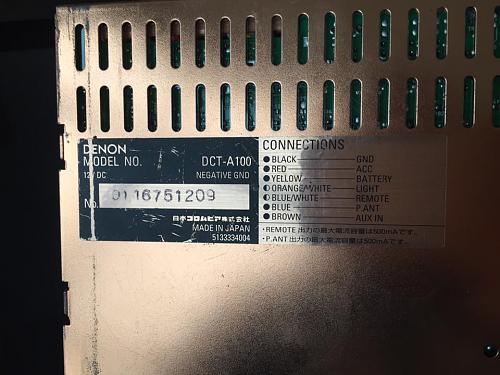 DENON
MODEL NO. DCT-A100
12V DC NEGATIVE GND
No. 0116751209
日本コロムビア株式会社
MADE IN JAPAN
5133334004
CONNECTIONS
BLACK GND
RED ACC
YELLOW BATTERY
ORANGE/WHITE LIGHT
BLUE/WHITE REMOTE
BLUE P.ANT
BROWN AUX IN
・REMOTE 出力の最大電流容量は500mAです。
・P.ANT 出力の最大電流容量は500mAです。